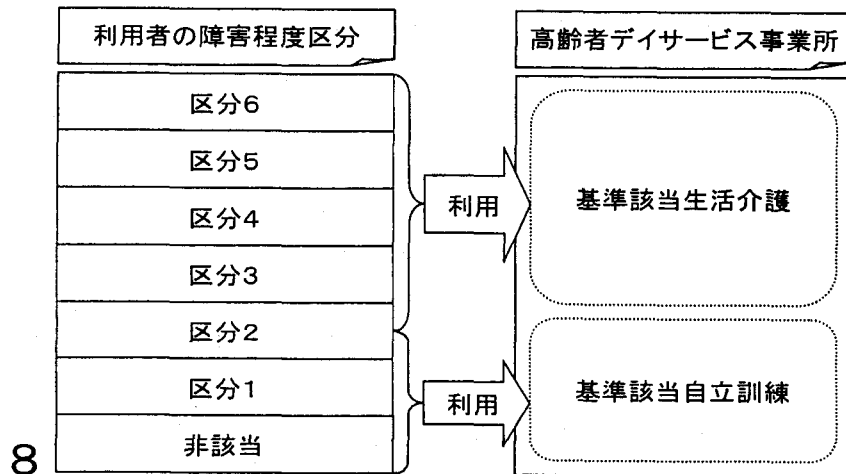 利用者の障害程度区分
高齢者デイサービス事業所
区分6
区分5
区分4
区分3
区分2
区分1
非該当
利用
利用
基準該当生活介護
基準該当自立訓練
8